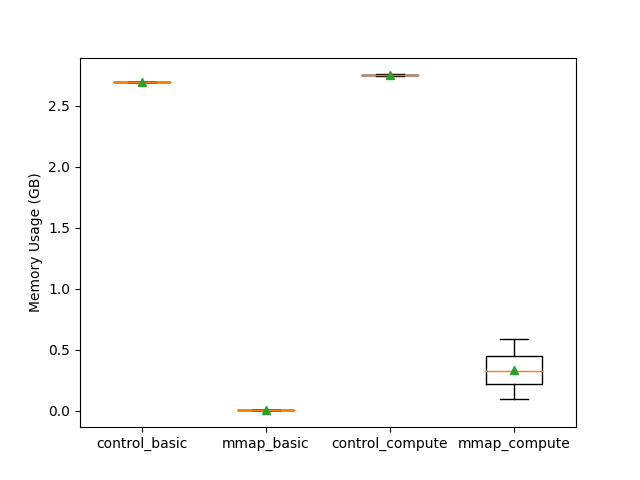 2.5
2.0
1.5
1.0
0.5
0.0
Memory Usage (GB)
control_basic
mmap_basic
control_compute
mmap_compute